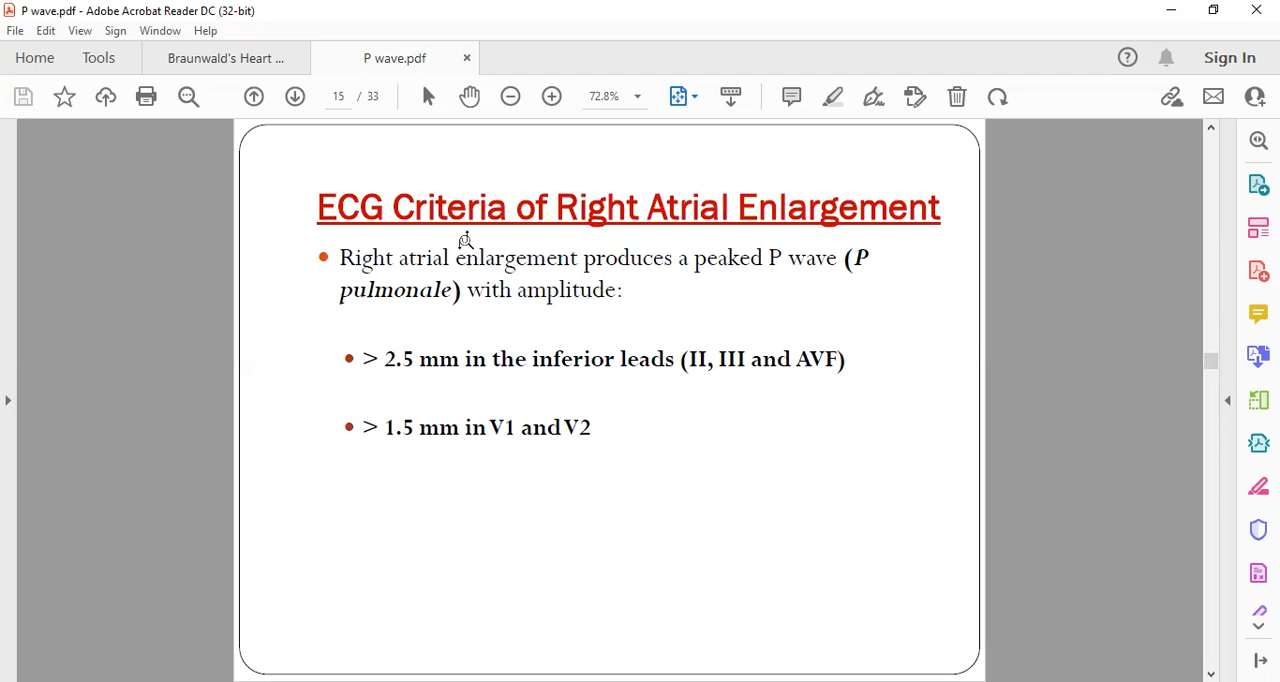 P wave.pdf - Adobe Acrobat Reader DC (32-bit)
File Edit View Sign Window Help
Home Tools Braunwald's Heart ... P wave.pdf Sign In
15 / 33 72.8%
ECG Criteria of Right Atrial Enlargement
• Right atrial enlargement produces a peaked P wave (P
pulmonale) with amplitude:
• > 2.5 mm in the inferior leads (II, III and AVF)
• > 1.5 mm in V1 and V2